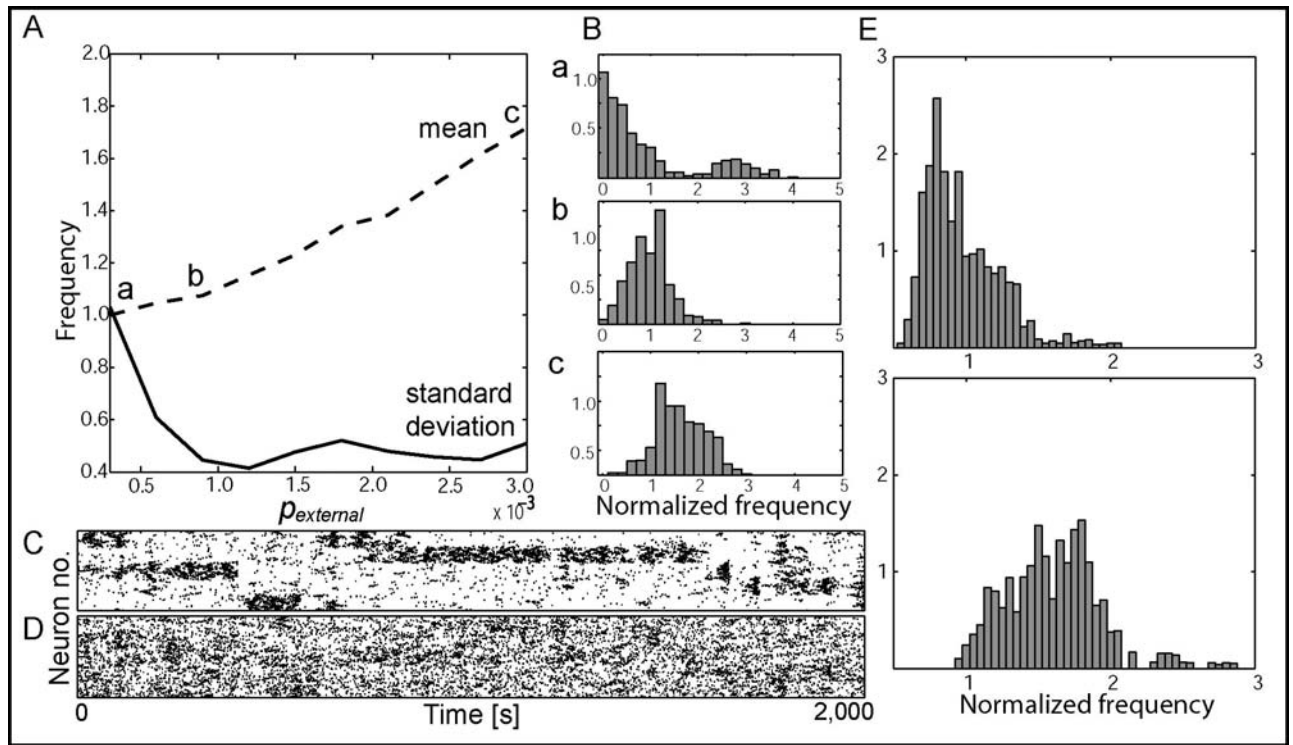 A
2.0
1.8
1.6
1.4
1.2
1.0
0.8
0.6
0.4
Frequency
mean
a
b
c
standard
deviation
0.5
1.0
1.5
2.0
2.5
3.0
p_external
x 10^-3
B
a
1.0
0.5
0 1 2 3 4 5
b
1.0
0.5
0 1 2 3 4 5
c
1.0
0.5
0 1 2 3 4 5
Normalized frequency
E
3
2
1
1 2 3
3
2
1
1 2 3
Normalized frequency
C
D
Neuron no.
0 Time [s] 2,000